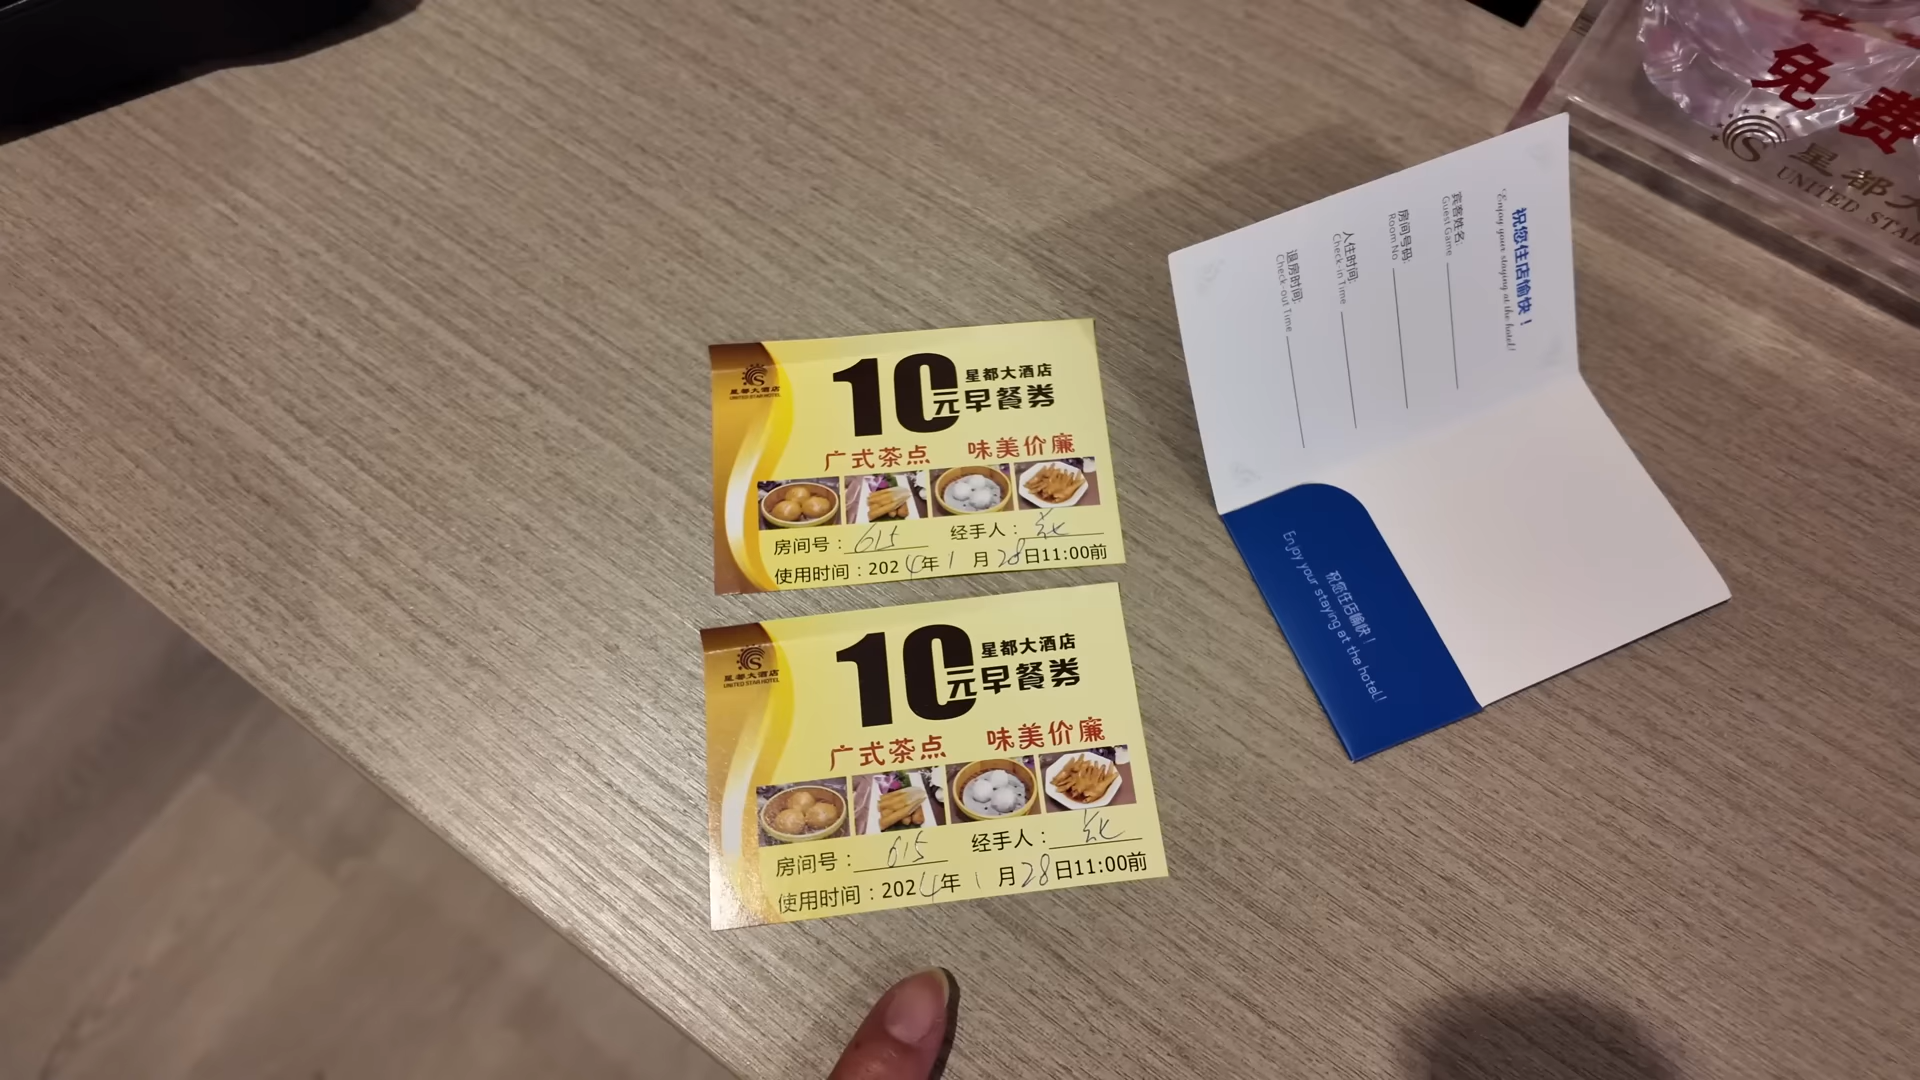 星都大酒店
UNITED STAR HOTEL
10元早餐券
星都大酒店
广式茶点 味美价廉
房间号：615 经手人：
使用时间：2024年1月28日11:00前
星都大酒店
UNITED STAR HOTEL
10元早餐券
星都大酒店
广式茶点 味美价廉
房间号：615 经手人：
使用时间：2024年1月28日11:00前
祝您住店愉快！
Enjoy your staying at the hotel!
宾客姓名:
Guest Game
房间号码:
Room No
入住时间:
Check-in Time
退房时间:
Check-out Time
祝您住店愉快！
Enjoy your staying at the hotel!
免费
星都大
UNITED STAR